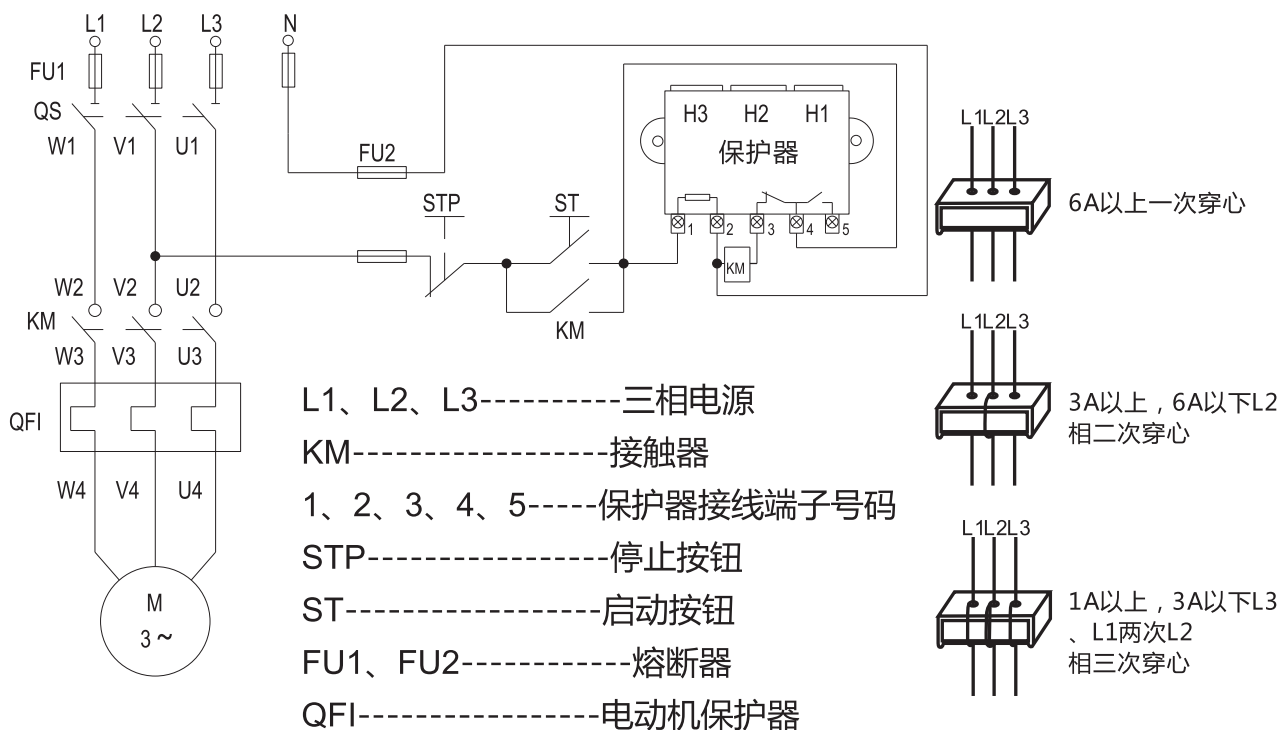 L1 L2 L3 N
FU1
QS
W1 V1 U1
FU2
H3 H2 H1
保护器
STP ST
1 2 3 4 5
KM
KM
W2 V2 U2
KM
W3 V3 U3
QFI
W4 V4 U4
M
3 ~
L1、L2、L3---------三相电源
KM-----------------接触器
1、2、3、4、5-----保护器接线端子号码
STP----------------停止按钮
ST-----------------启动按钮
FU1、FU2-----------熔断器
QFI----------------电动机保护器
L1L2L3
6A以上一次穿心
L1L2L3
3A以上，6A以下L2
相二次穿心
L1L2L3
1A以上，3A以下L3
、L1两次L2
相三次穿心